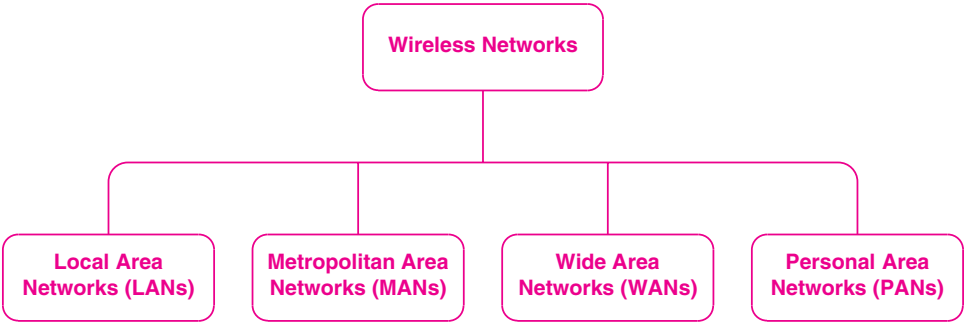 Wireless Networks
Local Area
Networks (LANs)
Metropolitan Area
Networks (MANs)
Wide Area
Networks (WANs)
Personal Area
Networks (PANs)